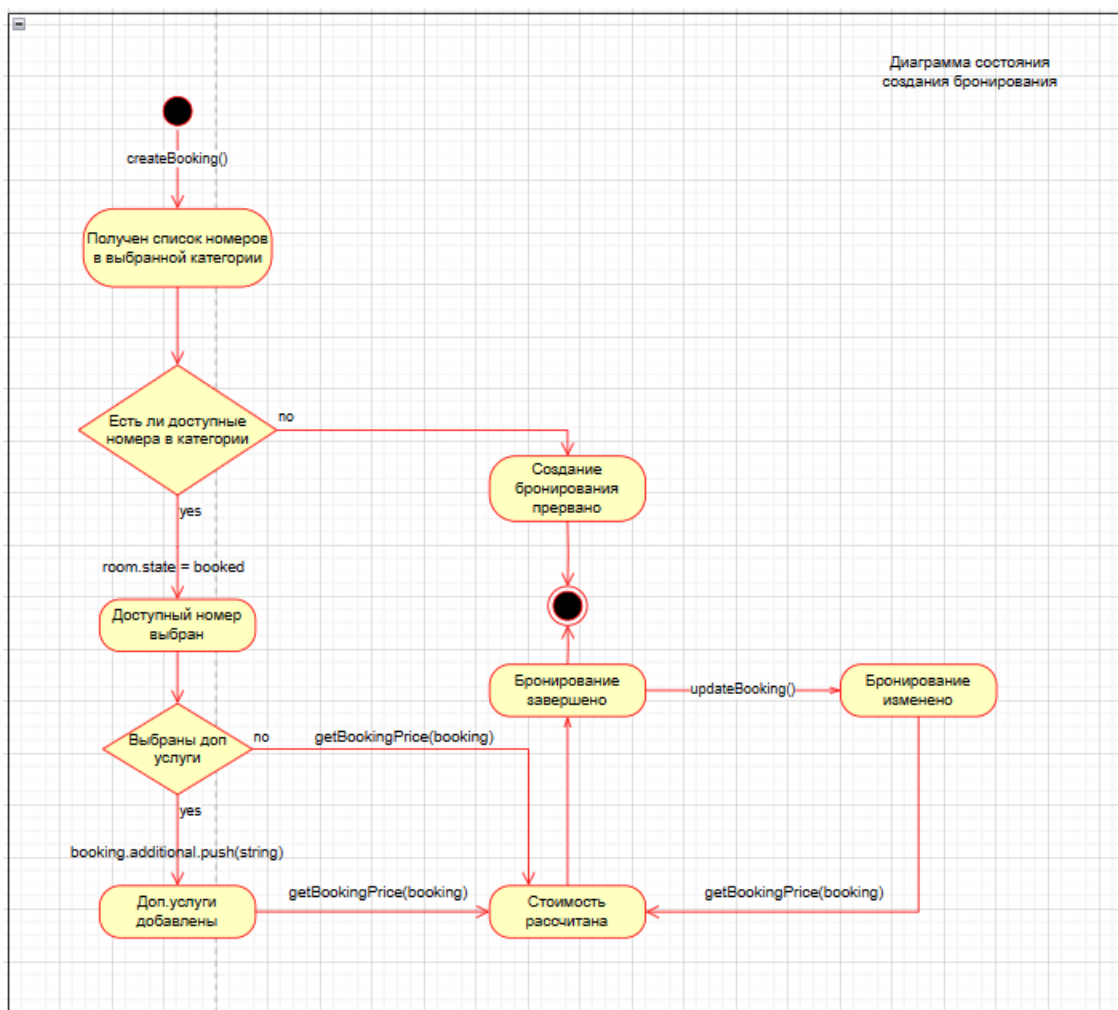 Диаграмма состояния
создания бронирования
createBooking()
Получен список номеров
в выбранной категории
Есть ли доступные
номера в категории
no
Создание
бронирования
прервано
yes
room.state = booked
Доступный номер
выбран
Бронирование
завершено
updateBooking()
Бронирование
изменено
Выбраны доп
услуги
no
getBookingPrice(booking)
yes
booking.additional.push(string)
Доп.услуги
добавлены
getBookingPrice(booking)
Стоимость
рассчитана
getBookingPrice(booking)